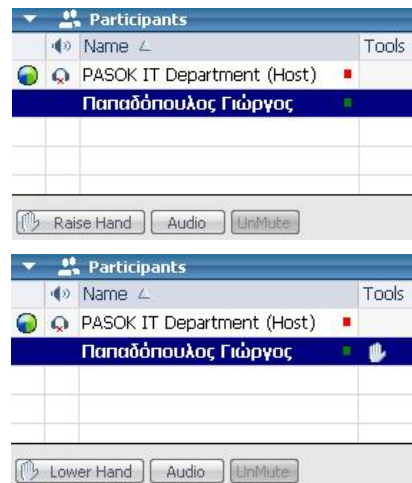 Participants
Name Tools
PASOK IT Department (Host)
Παπαδόπουλος Γιώργος
Raise Hand Audio UnMute
Participants
Name Tools
PASOK IT Department (Host)
Παπαδόπουλος Γιώργος
Lower Hand Audio UnMute